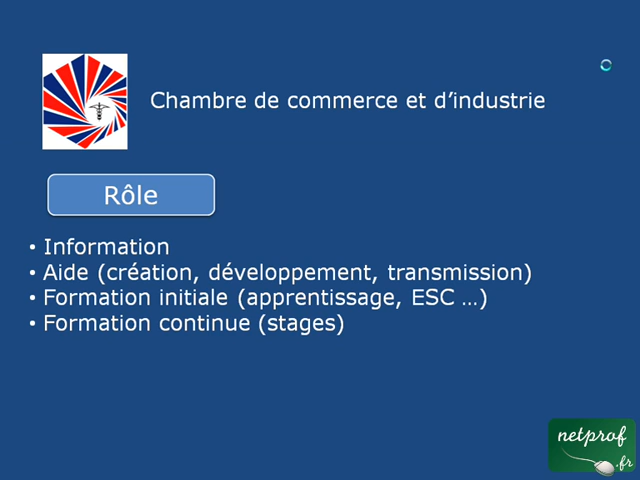 Chambre de commerce et d'industrie
Rôle
• Information
• Aide (création, développement, transmission)
• Formation initiale (apprentissage, ESC …)
• Formation continue (stages)
netprof
.fr